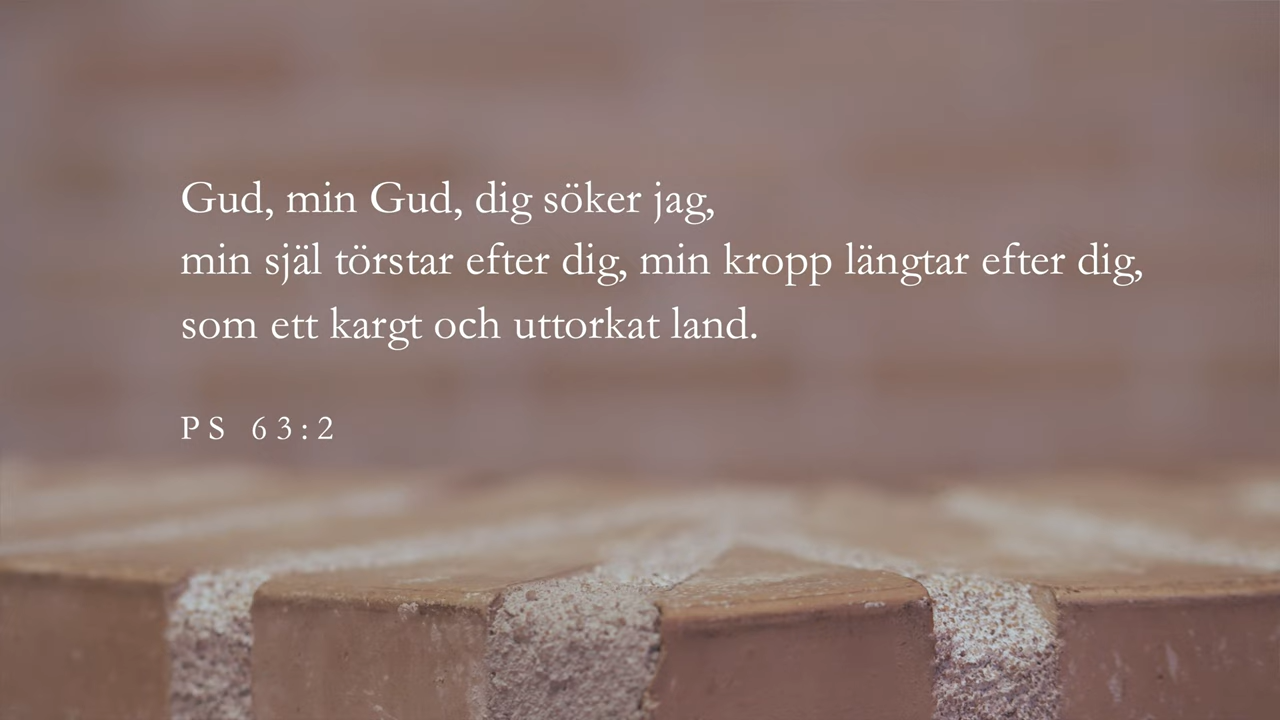 Gud, min Gud, dig söker jag,
min själ törstar efter dig, min kropp längtar efter dig,
som ett kargt och uttorkat land.
PS 63:2